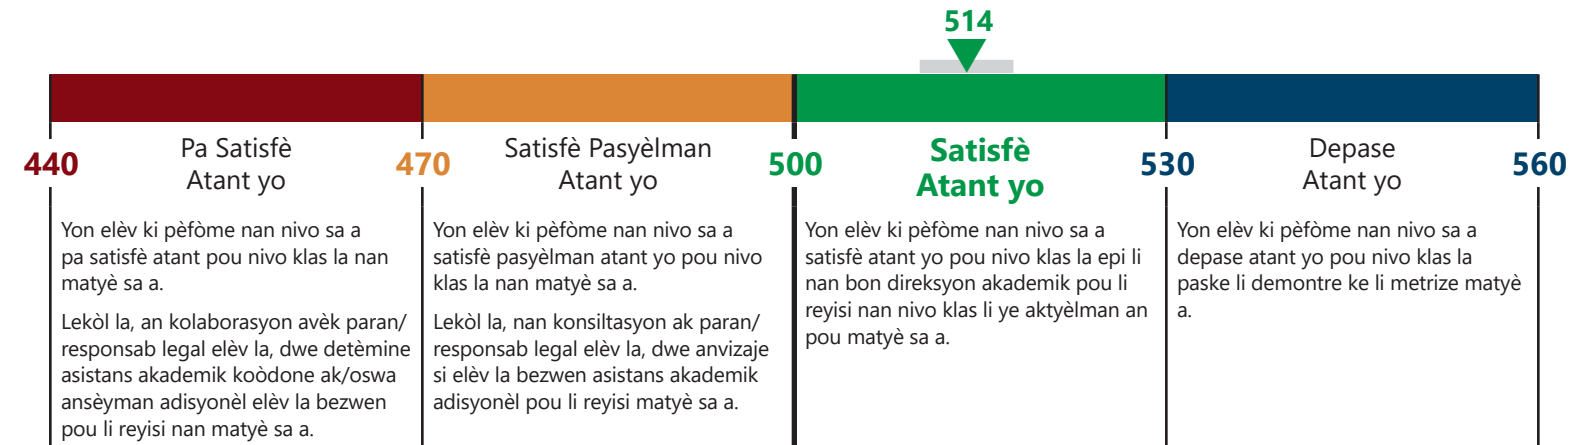 514
440
Pa Satisfè
Atant yo
470
Satisfè Pasyèlman
Atant yo
500
Satisfè
Atant yo
530
Depase
Atant yo
560
Yon elèv ki pèfòme nan nivo sa a
pa satisfè atant pou nivo klas la nan
matyè sa a.
Lekòl la, an kolaborasyon avèk paran/
responsab legal elèv la, dwe detèmine
asistans akademik koòdone ak/oswa
ansèyman adisyonèl elèv la bezwen
pou li reyisi nan matyè sa a.
Yon elèv ki pèfòme nan nivo sa a
satisfè pasyèlman atant yo pou nivo
klas la nan matyè sa a.
Lekòl la, nan konsiltasyon ak paran/
responsab legal elèv la, dwe anvizaje
si elèv la bezwen asistans akademik
adisyonèl pou li reyisi matyè sa a.
Yon elèv ki pèfòme nan nivo sa a
satisfè atant yo pou nivo klas la epi li
nan bon direksyon akademik pou li
reyisi nan nivo klas li ye aktyèlman an
pou matyè sa a.
Yon elèv ki pèfòme nan nivo sa a
depase atant yo pou nivo klas la
paske li demontre ke li metrize matyè
a.